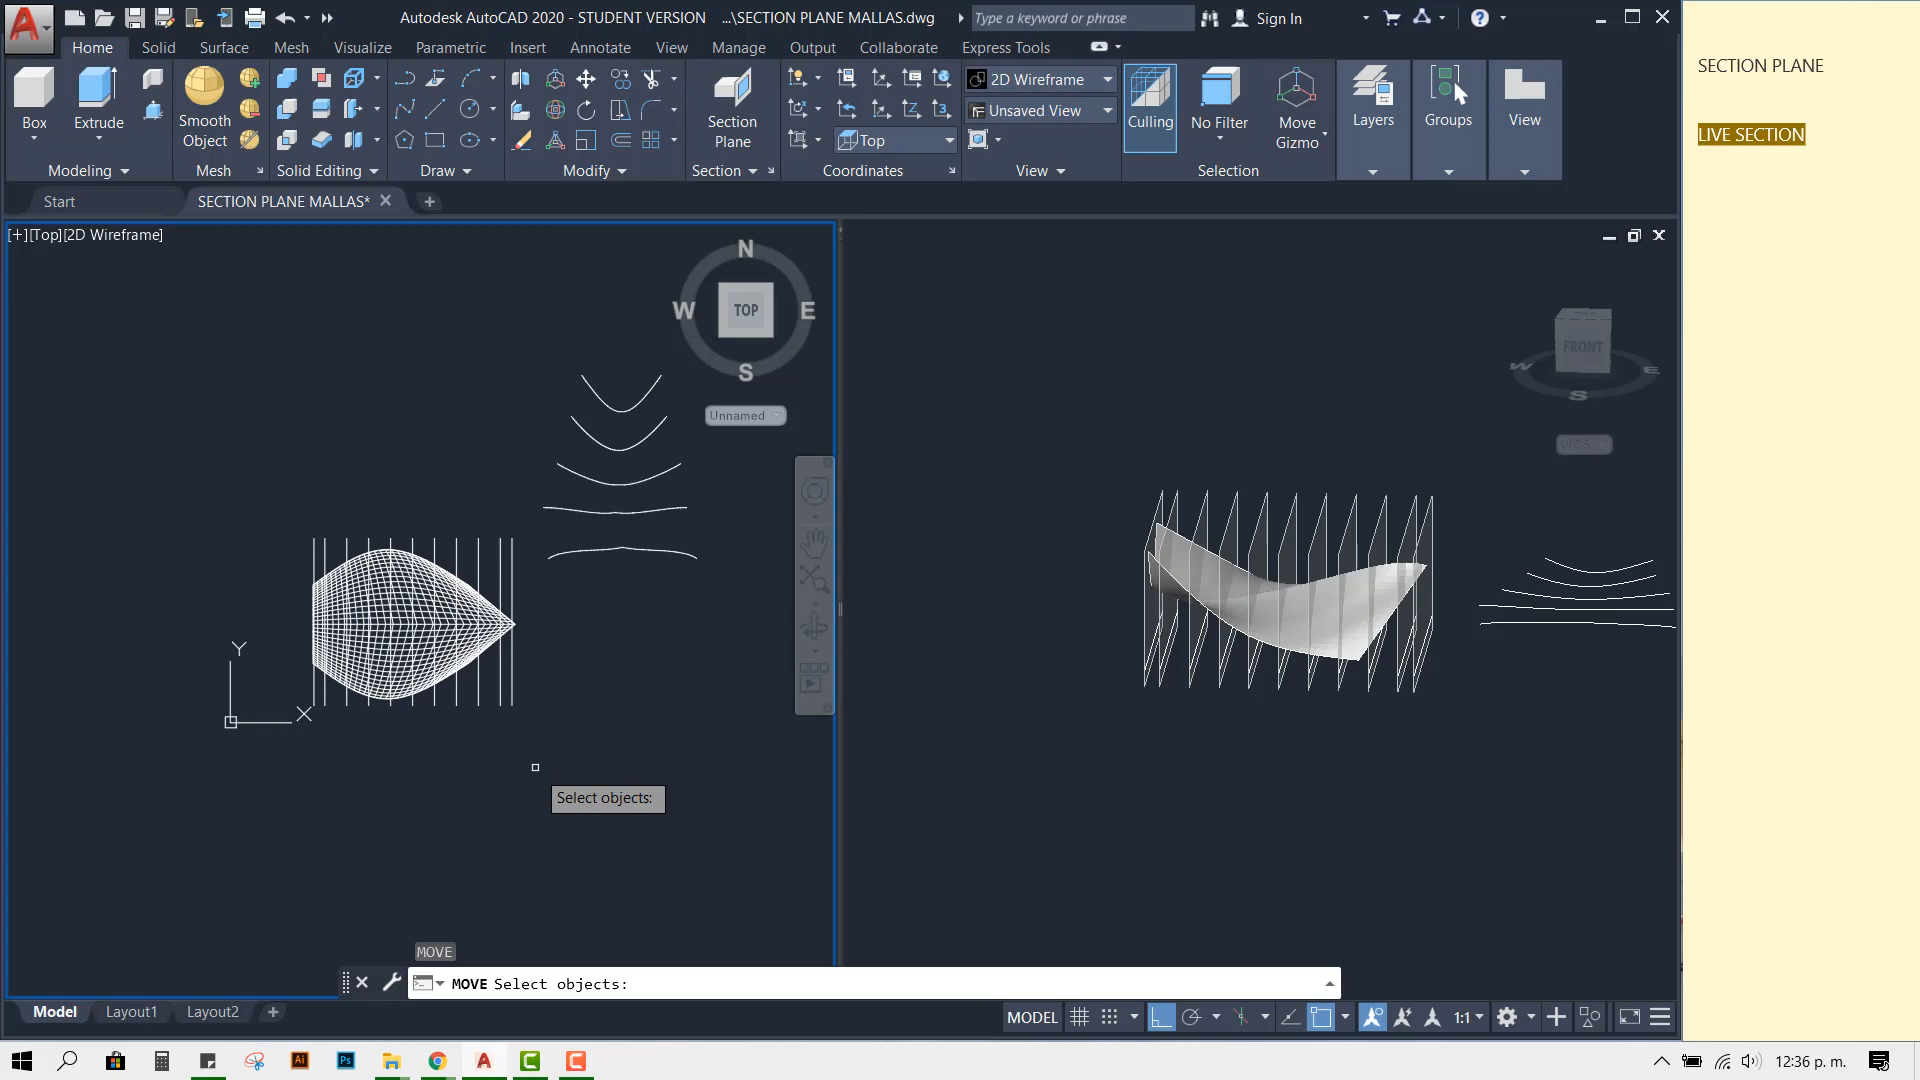 Autodesk AutoCAD 2020 - STUDENT VERSION ...\SECTION PLANE MALLAS.dwg
Type a keyword or phrase
Sign In
Home Solid Surface Mesh Visualize Parametric Insert Annotate View Manage Output Collaborate Express Tools
Box
Extrude
Smooth
Object
Section
Plane
Top
2D Wireframe
Unsaved View
Culling
No Filter
Move
Gizmo
Layers
Groups
View
Modeling
Mesh
Solid Editing
Draw
Modify
Section
Coordinates
View
Selection
Start
SECTION PLANE MALLAS*
[+][Top][2D Wireframe]
N
W
TOP
E
S
Unnamed
Y
X
FRONT
W
E
S
WCS
Select objects:
MOVE
MOVE Select objects:
Model
Layout1
Layout2
MODEL
1:1
Ai
Ps
12:36 p. m.
SECTION PLANE
LIVE SECTION